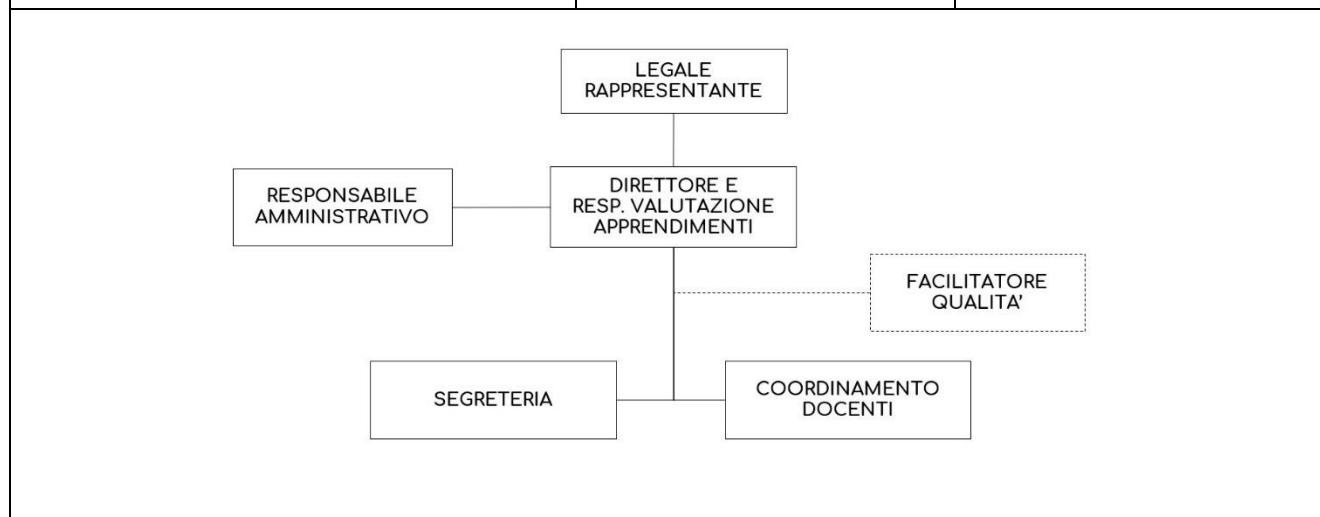 LEGALE
RAPPRESENTANTE
RESPONSABILE
AMMINISTRATIVO
DIRETTORE E
RESP. VALUTAZIONE
APPRENDIMENTI
FACILITATORE
QUALITA'
SEGRETERIA
COORDINAMENTO
DOCENTI